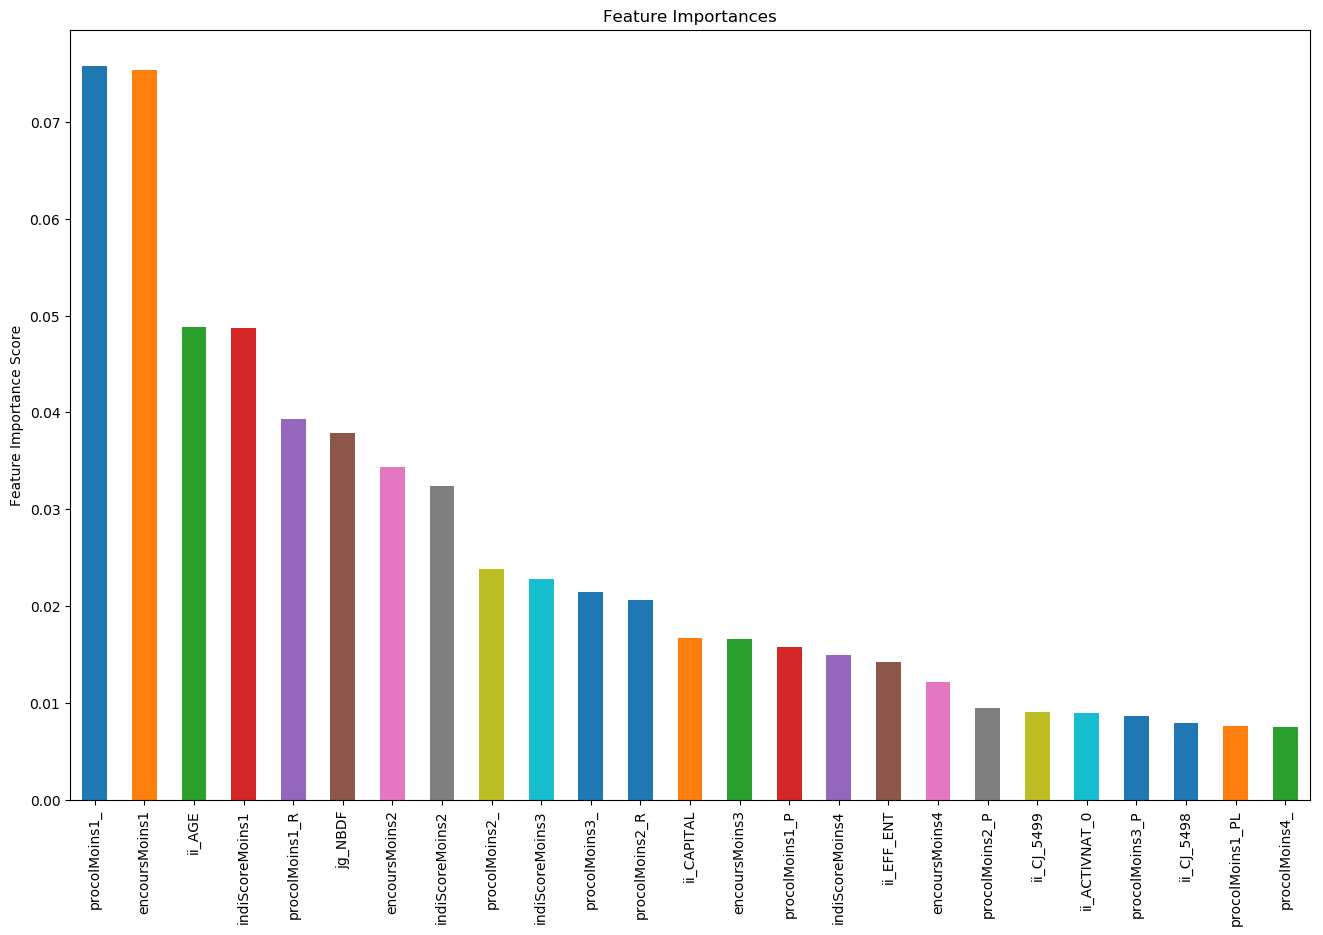 Feature Importances
Feature Importance Score
0.07
0.06
0.05
0.04
0.03
0.02
0.01
0.00
procolMoins1_
encoursMoins1
ii_AGE
indiScoreMoins1
procolMoins1_R
jg_NBDF
encoursMoins2
indiScoreMoins2
procolMoins2_
indiScoreMoins3
procolMoins3_
procolMoins2_R
ii_CAPITAL
encoursMoins3
procolMoins1_P
indiScoreMoins4
ii_EFF_ENT
encoursMoins4
procolMoins2_P
ii_CJ_5499
ii_ACTIVNAT_0
procolMoins3_P
ii_CJ_5498
procolMoins1_PL
procolMoins4_